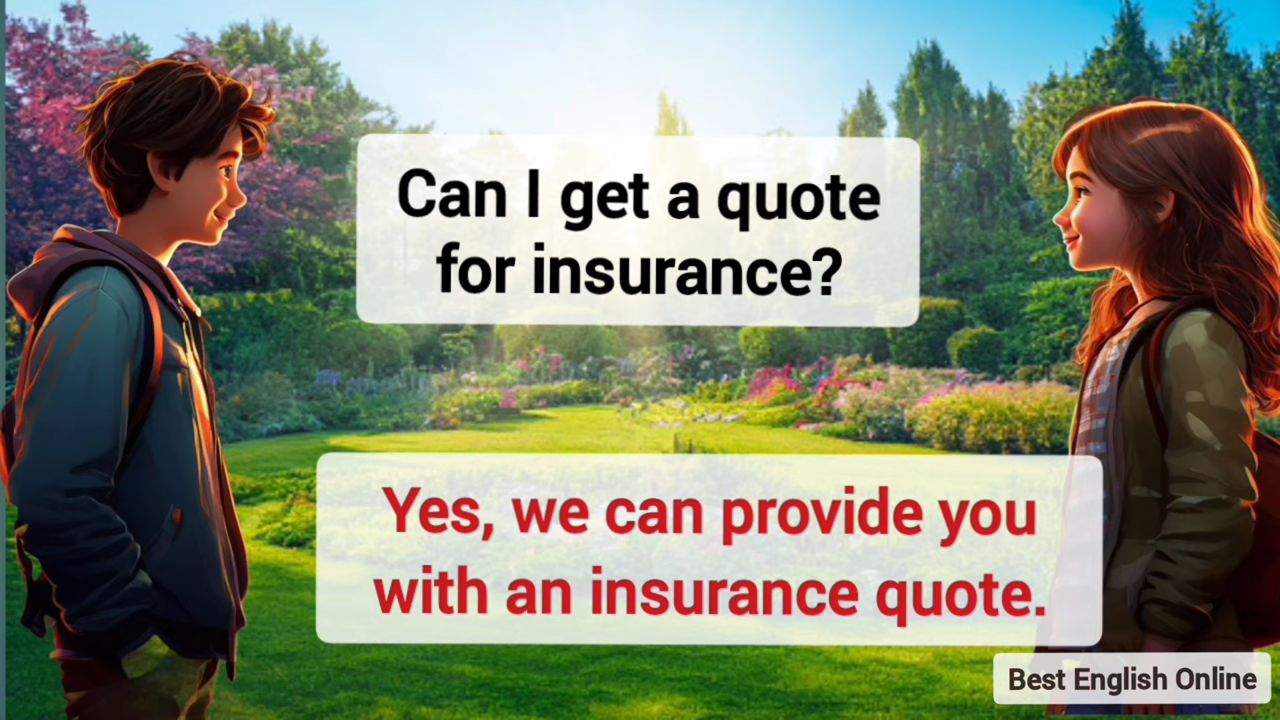 Can I get a quote
for insurance?
Yes, we can provide you
with an insurance quote.
Best English Online